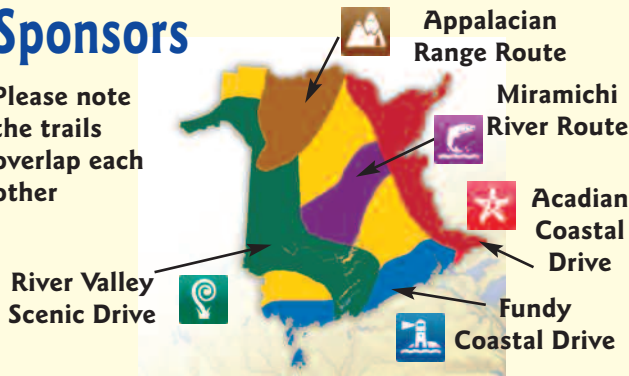 Sponsors
Please note
the trails
overlap each
other
Appalacian
Range Route
Miramichi
River Route
Acadian
Coastal
Drive
River Valley
Scenic Drive
Fundy
Coastal Drive